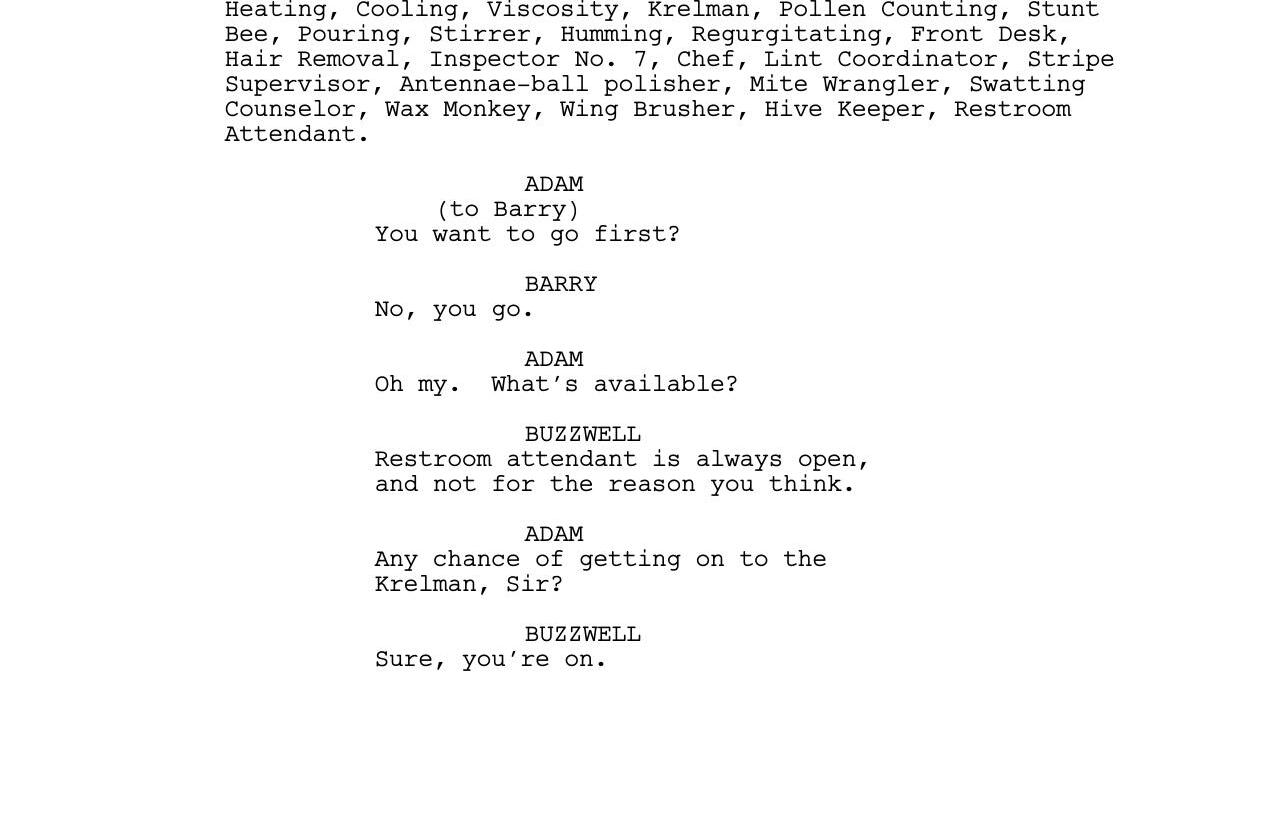 Heating, Cooling, Viscosity, Krelman, Pollen Counting, Stunt
Bee, Pouring, Stirrer, Humming, Regurgitating, Front Desk,
Hair Removal, Inspector No. 7, Chef, Lint Coordinator, Stripe
Supervisor, Antennae-ball polisher, Mite Wrangler, Swatting
Counselor, Wax Monkey, Wing Brusher, Hive Keeper, Restroom
Attendant.
ADAM
(to Barry)
You want to go first?
BARRY
No, you go.
ADAM
Oh my.  What's available?
BUZZWELL
Restroom attendant is always open,
and not for the reason you think.
ADAM
Any chance of getting on to the
Krelman, Sir?
BUZZWELL
Sure, you're on.